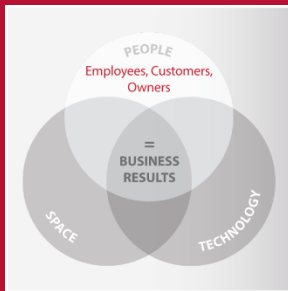 PEOPLE
Employees, Customers,
Owners
=
BUSINESS
RESULTS
SPACE
TECHNOLOGY